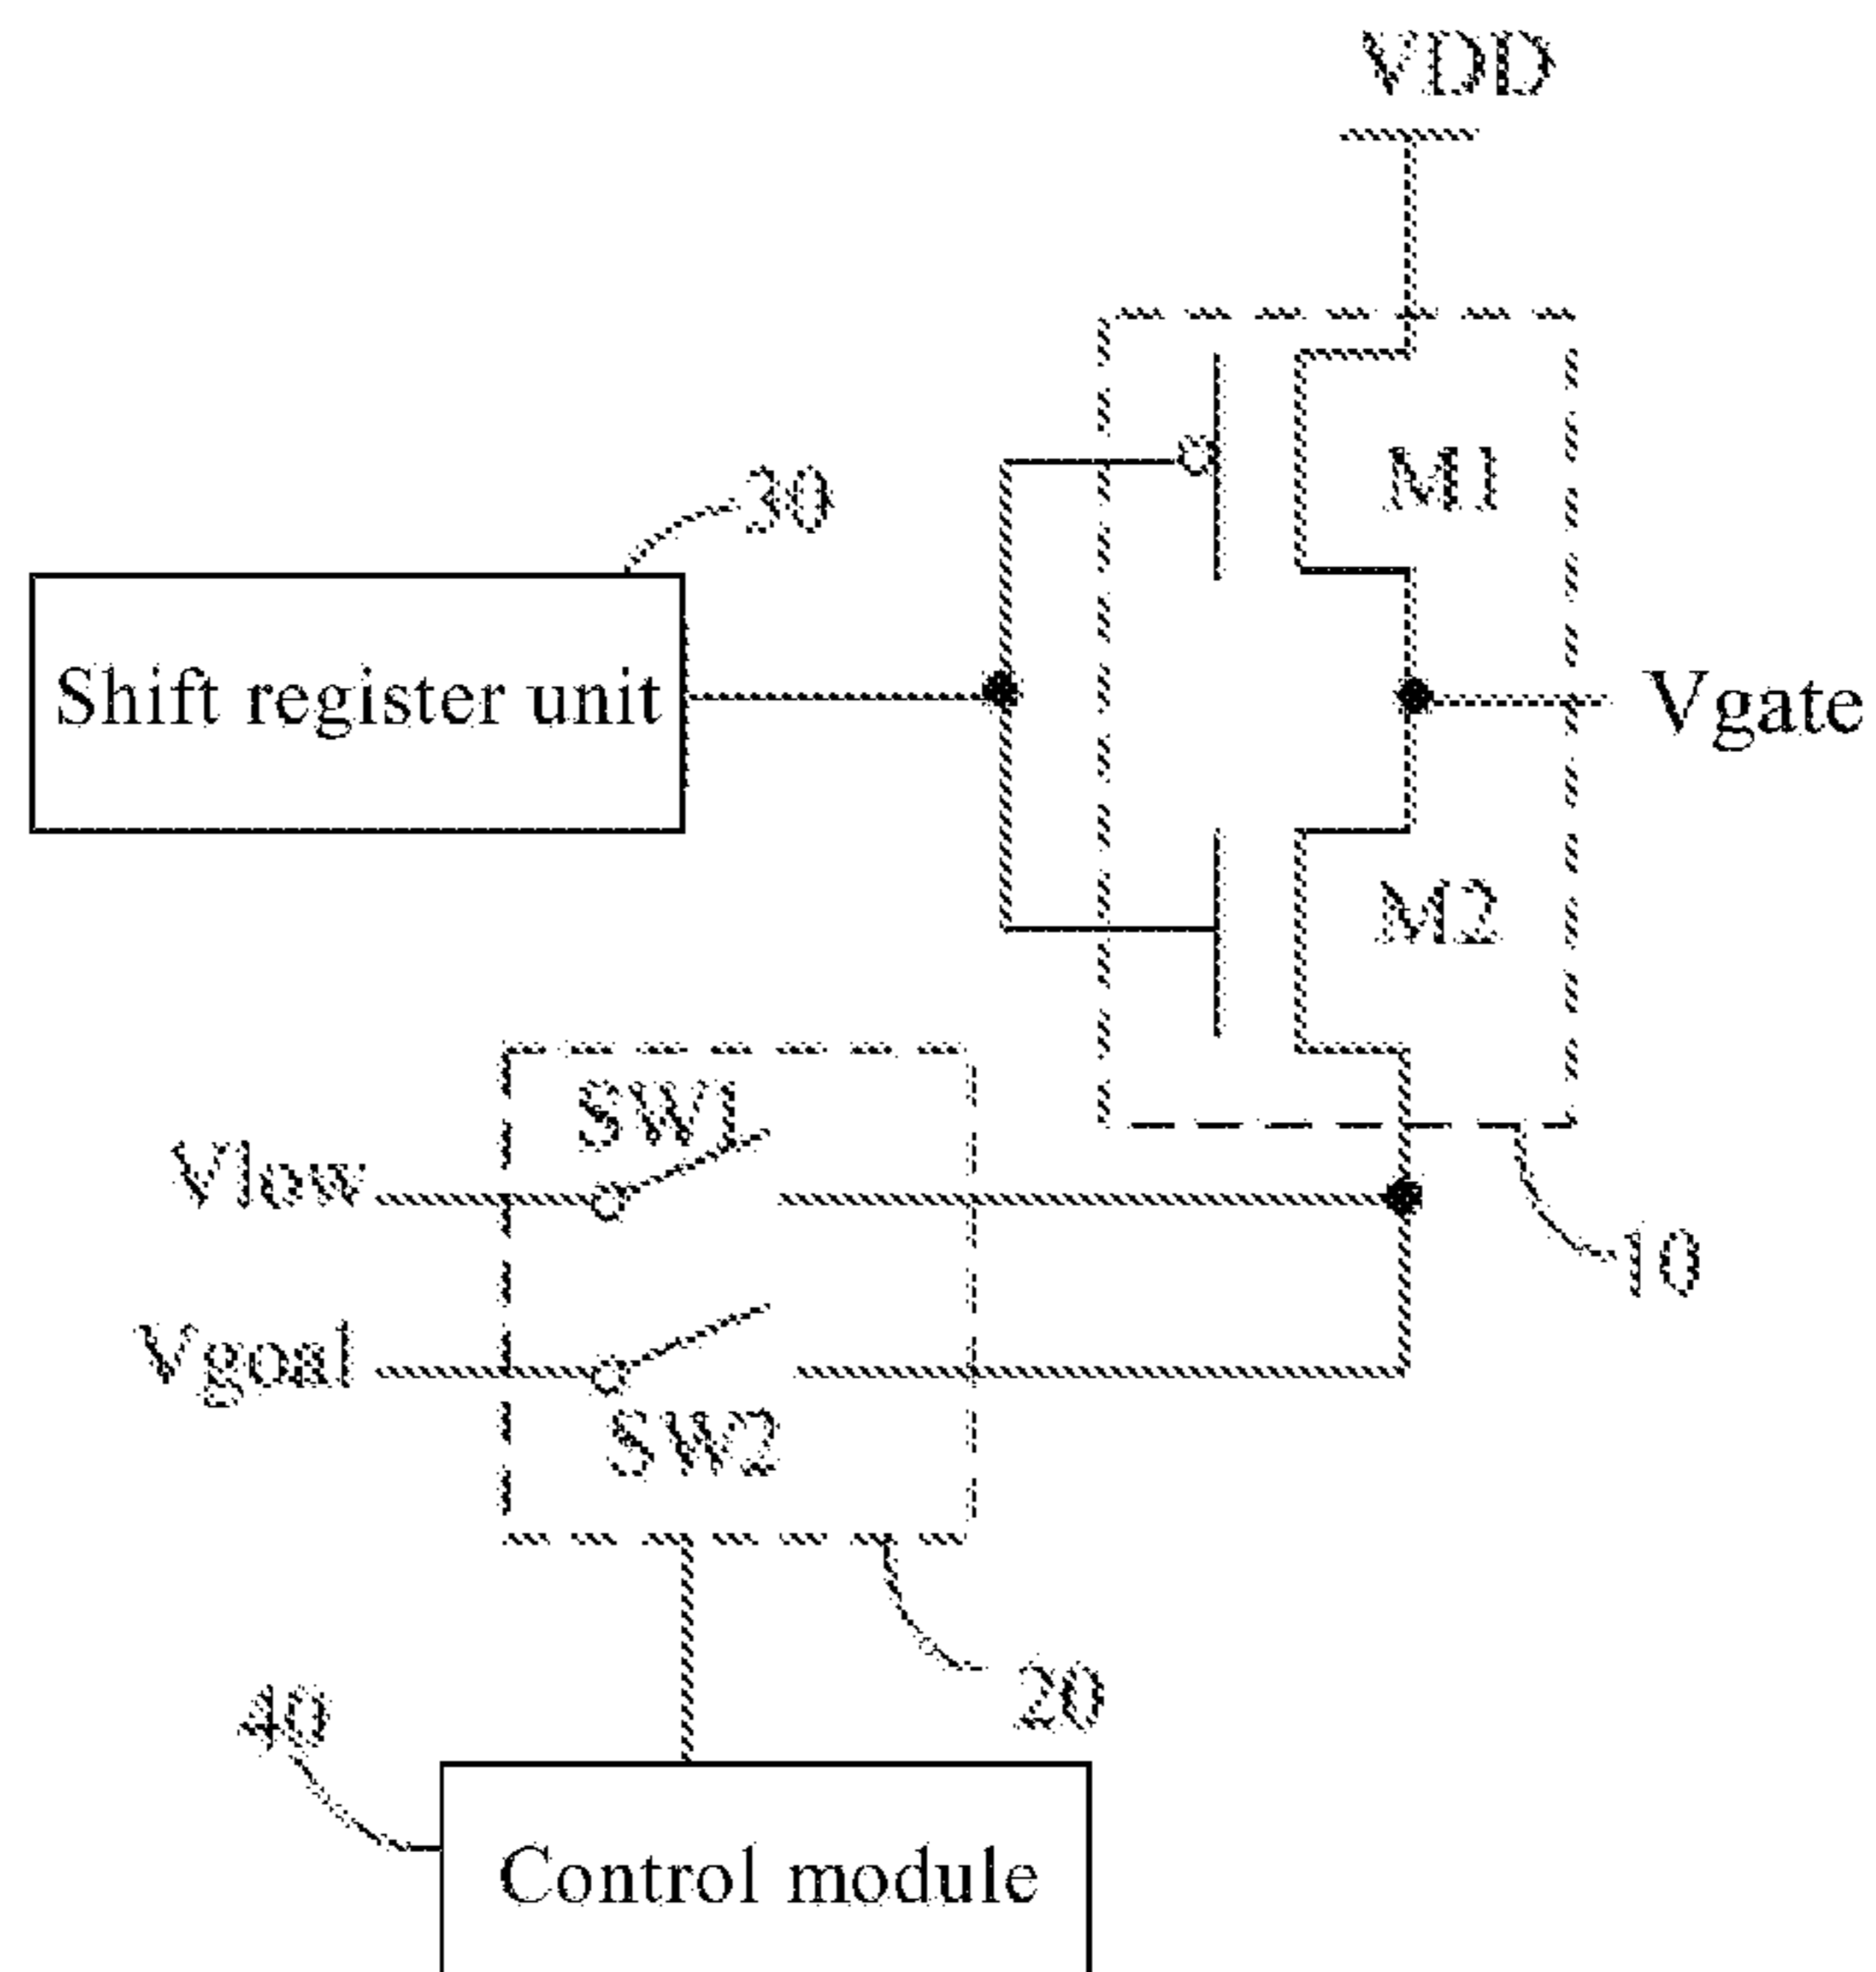 VDD
M1
30
Shift register unit
Vgate
M2
SW1
Vlow
10
Vgoal
SW2
20
40
Control module